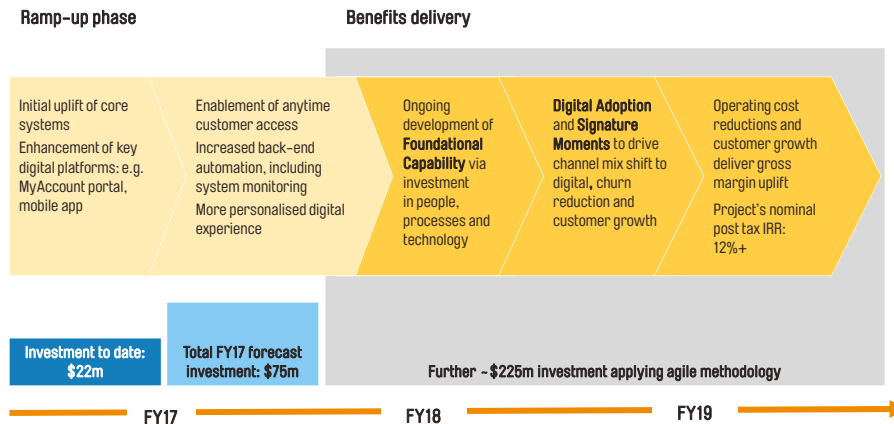 Ramp-up phase
Benefits delivery
Initial uplift of core
systems
Enhancement of key
digital platforms: e.g.
MyAccount portal,
mobile app
Enablement of anytime
customer access
Increased back-end
automation, including
system monitoring
More personalised digital
experience
Ongoing
development of
Foundational
Capability via
investment
in people,
processes and
technology
Digital Adoption
and Signature
Moments to drive
channel mix shift to
digital, churn
reduction and
customer growth
Operating cost
reductions and
customer growth
deliver gross
margin uplift
Project's nominal
post tax IRR:
12%+
Investment to date:
$22m
Total FY17 forecast
investment: $75m
Further ~$225m investment applying agile methodology
FY17
FY18
FY19